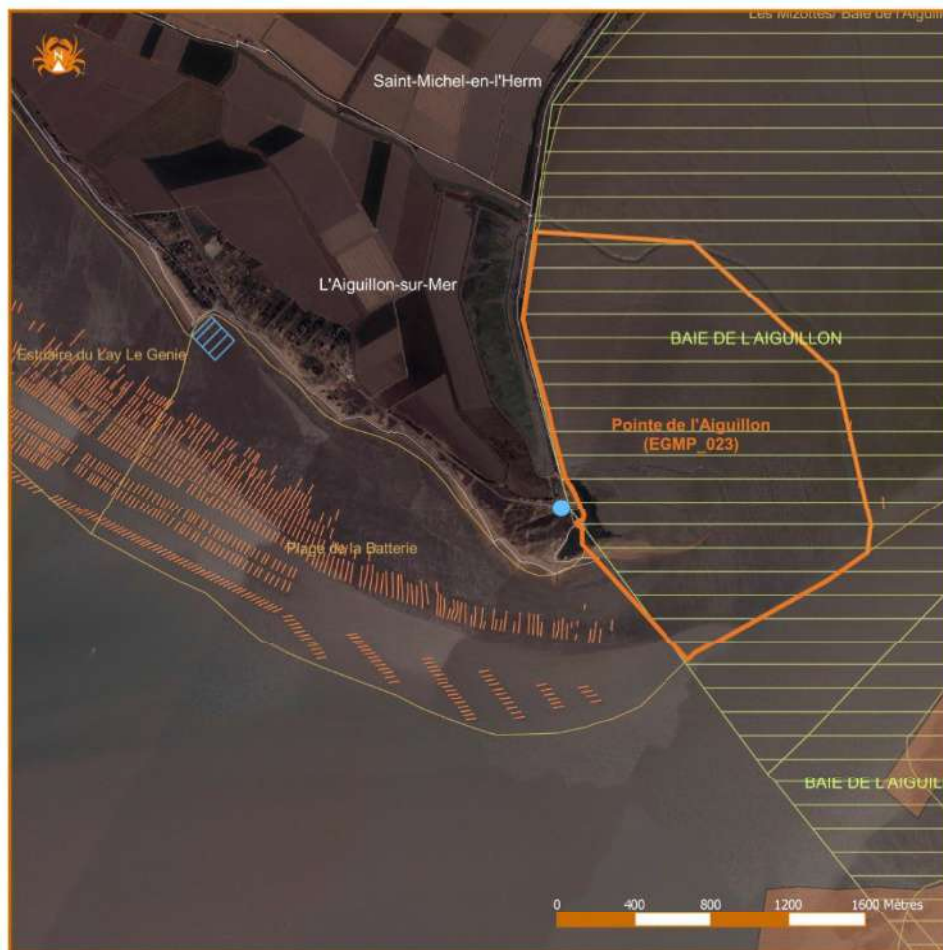 Les Mizottes/ Baie de l'Aiguil
N
Saint-Michel-en-l'Herm
L'Aiguillon-sur-Mer
BAIE DE L AIGUILLON
Estuaire du Lay Le Genie
Pointe de l'Aiguillon
(EGMP_023)
Plage de la Batterie
BAIE DE L'AIGUIL
0 400 800 1200 1600 Mètres